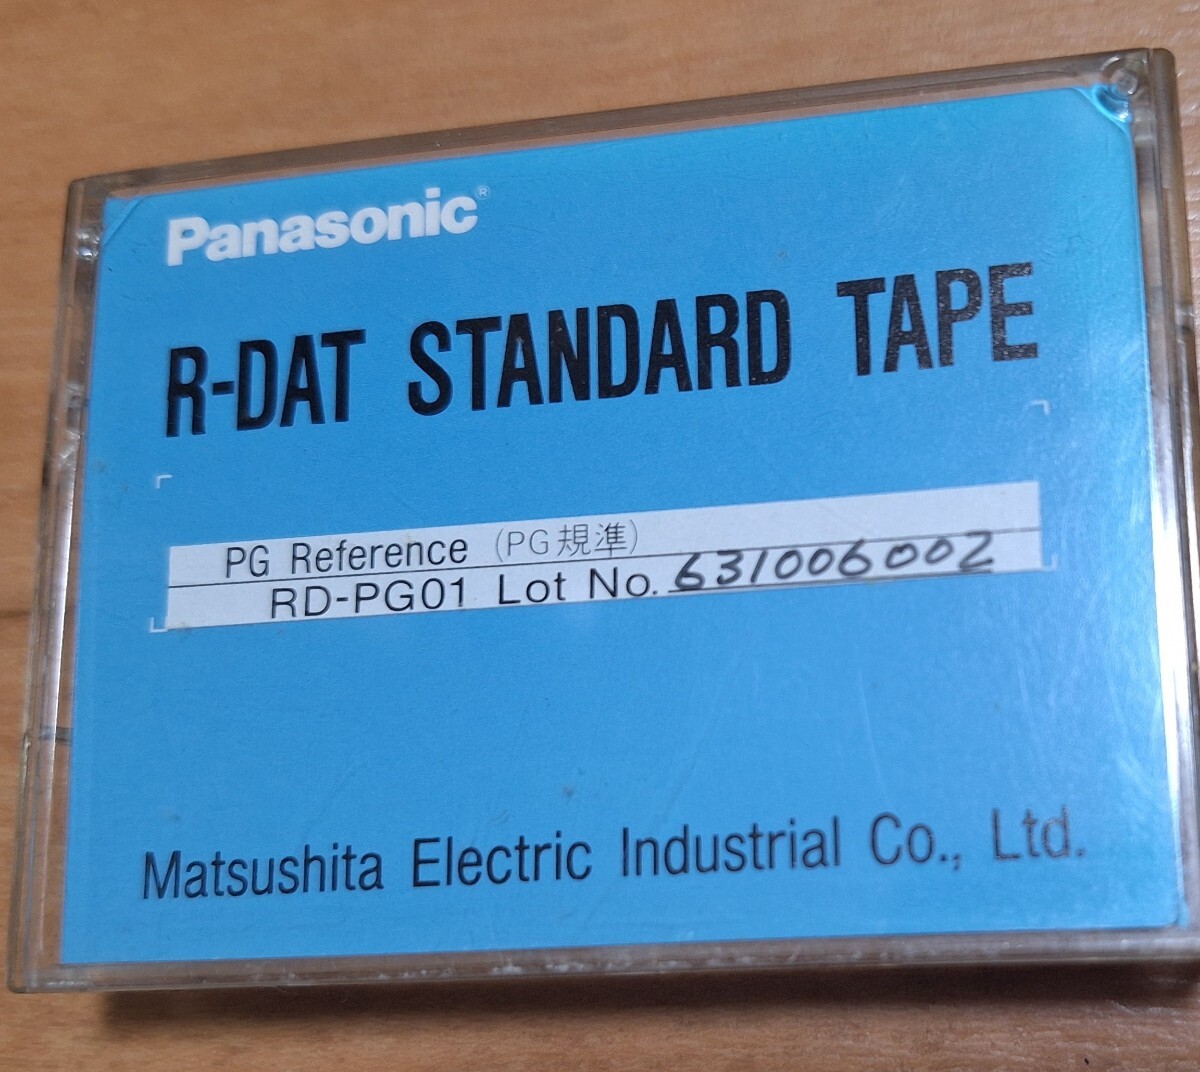 Panasonic®
R-DAT STANDARD TAPE
PG Reference (PG規準)
RD-PG01 Lot No. 631006002
Matsushita Electric Industrial Co., Ltd.